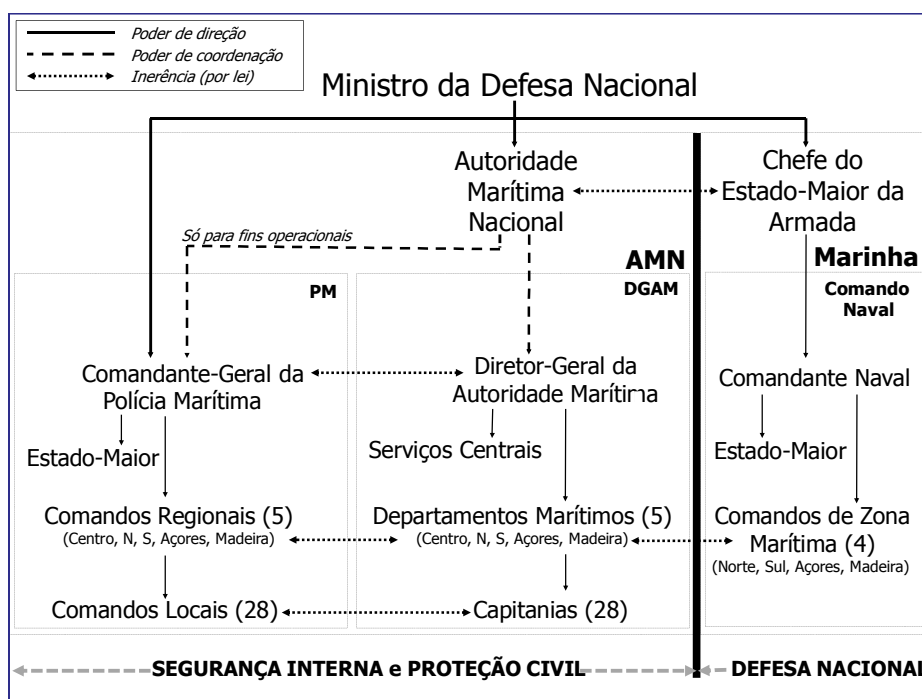 Poder de direção
Poder de coordenação
Inerência (por lei)
Ministro da Defesa Nacional
Autoridade
Marítima
Nacional
Chefe do
Estado-Maior da
Armada
Só para fins operacionais
AMN
Marinha
PM
DGAM
Comando
Naval
Comandante-Geral da
Polícia Marítima
Diretor-Geral da
Autoridade Marítima
Comandante Naval
Estado-Maior
Serviços Centrais
Estado-Maior
Comandos Regionais (5)
(Centro, N, S, Açores, Madeira)
Departamentos Marítimos (5)
(Centro, N, S, Açores, Madeira)
Comandos de Zona
Marítima (4)
(Norte, Sul, Açores, Madeira)
Comandos Locais (28)
Capitanias (28)
SEGURANÇA INTERNA e PROTEÇÃO CIVIL
DEFESA NACIONAL